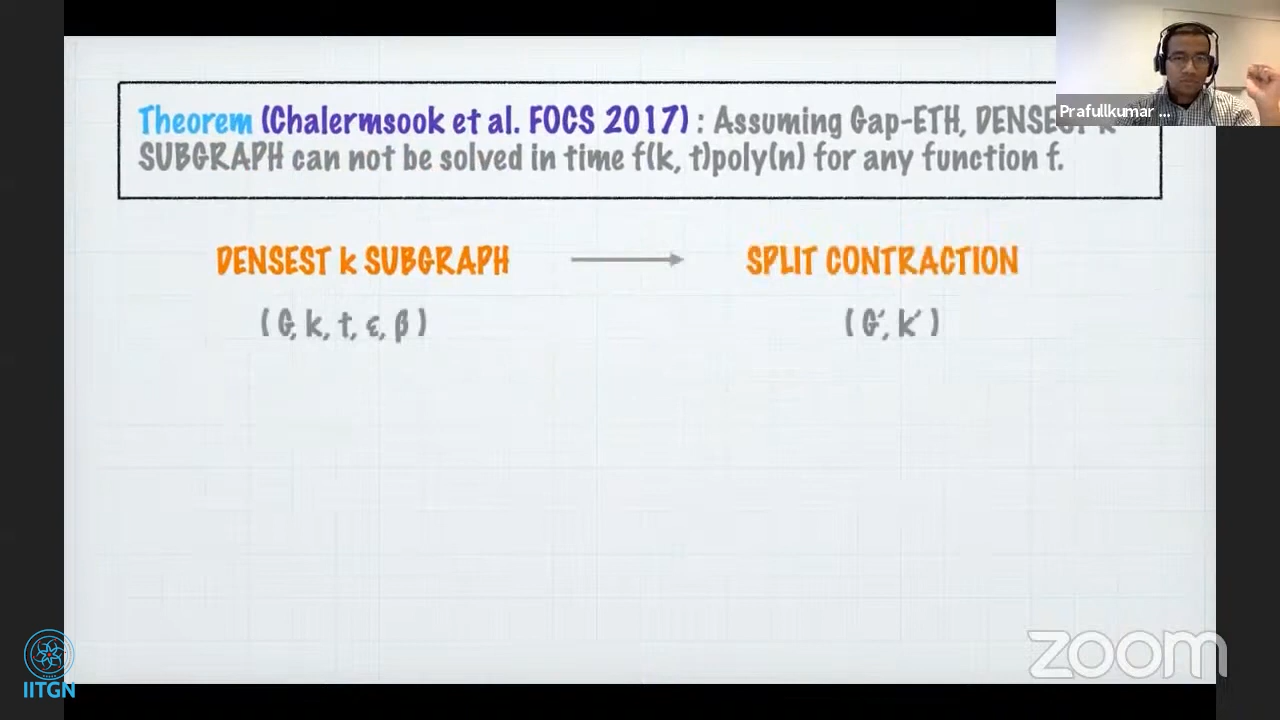 Theorem (Chalermsook et al. FOCS 2017) : Assuming Gap-ETH, DENSEST k
SUBGRAPH can not be solved in time f(k, t)poly(n) for any function f.
DENSEST k SUBGRAPH
SPLIT CONTRACTION
( G, k, t, ε, β )
( G′, k′ )
Prafullkumar ...
IITGN
zoom